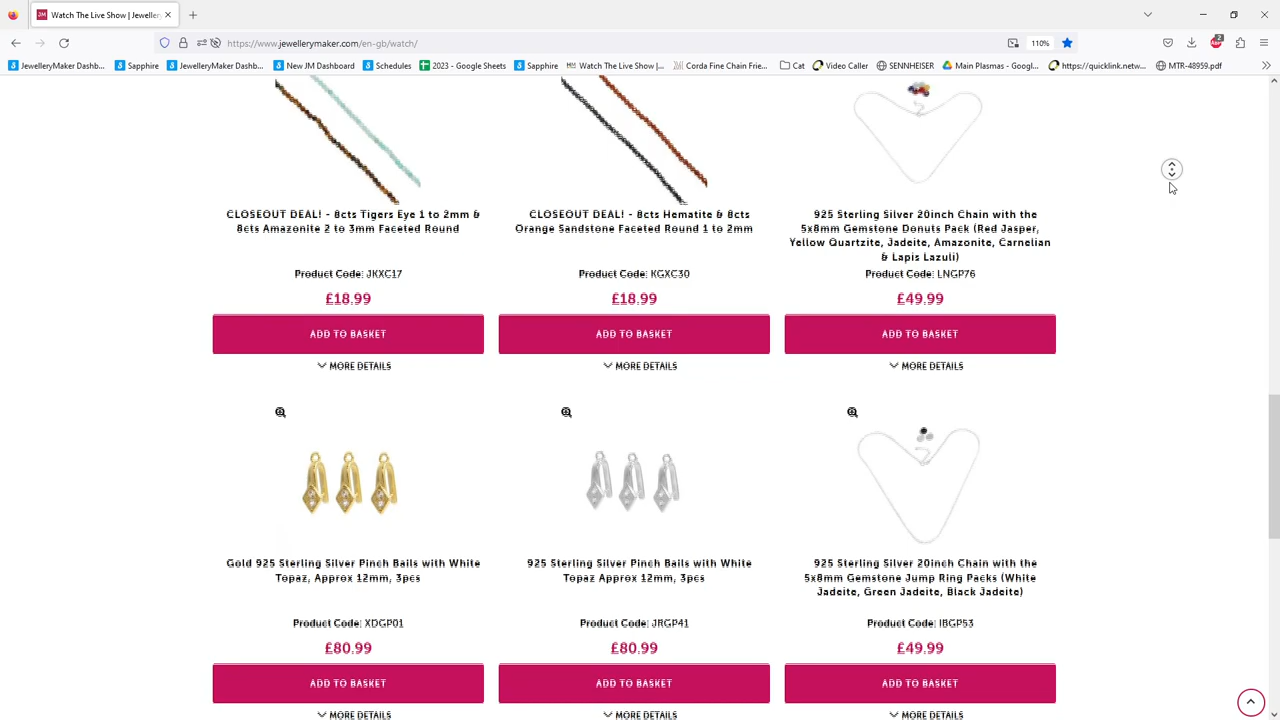 Watch The Live Show | Jeweller
https://www.jewellerymaker.com/en-gb/watch/
110%
2
JewelleryMaker Dashb...
Sapphire
JewelleryMaker Dashb...
New JM Dashboard
Schedules
2023 - Google Sheets
Sapphire
Watch The Live Show |...
Corda Fine Chain Frie...
Cat
Video Caller
SENNHEISER
Main Plasmas - Googl...
https://quicklink.netw...
MTR-48959.pdf
CLOSEOUT DEAL! - 8cts Tigers Eye 1 to 2mm &
8cts Amazonite 2 to 3mm Faceted Round
Product Code: JKXC17
£18.99
ADD TO BASKET
MORE DETAILS
CLOSEOUT DEAL! - 8cts Hematite & 8cts
Orange Sandstone Faceted Round 1 to 2mm
Product Code: KGXC30
£18.99
ADD TO BASKET
MORE DETAILS
925 Sterling Silver 20inch Chain with the
5x8mm Gemstone Donuts Pack (Red Jasper,
Yellow Quartzite, Jadeite, Amazonite, Carnelian
& Lapis Lazuli)
Product Code: LNGP76
£49.99
ADD TO BASKET
MORE DETAILS
Gold 925 Sterling Silver Pinch Bails with White
Topaz, Approx 12mm, 3pcs
Product Code: XDGP01
£80.99
ADD TO BASKET
MORE DETAILS
925 Sterling Silver Pinch Bails with White
Topaz Approx 12mm, 3pcs
Product Code: JRGP41
£80.99
ADD TO BASKET
MORE DETAILS
925 Sterling Silver 20inch Chain with the
5x8mm Gemstone Jump Ring Packs (White
Jadeite, Green Jadeite, Black Jadeite)
Product Code: IBGP53
£49.99
ADD TO BASKET
MORE DETAILS